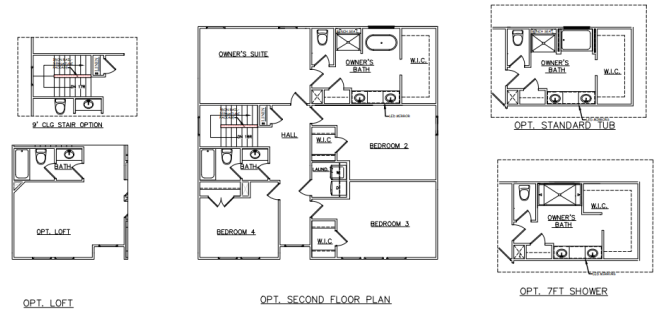 9' CLG STAIR OPTION
BATH
OPT. LOFT
OPT. LOFT
OWNER'S SUITE
OWNER'S
BATH
W.I.C.
HALL
W.I.C
BEDROOM 2
BATH
LAUND.
BEDROOM 4
BEDROOM 3
W.I.C
OPT. SECOND FLOOR PLAN
OWNER'S
BATH
W.I.C.
OPT. STANDARD TUB
W.I.C.
OWNER'S
BATH
OPT. 7FT SHOWER